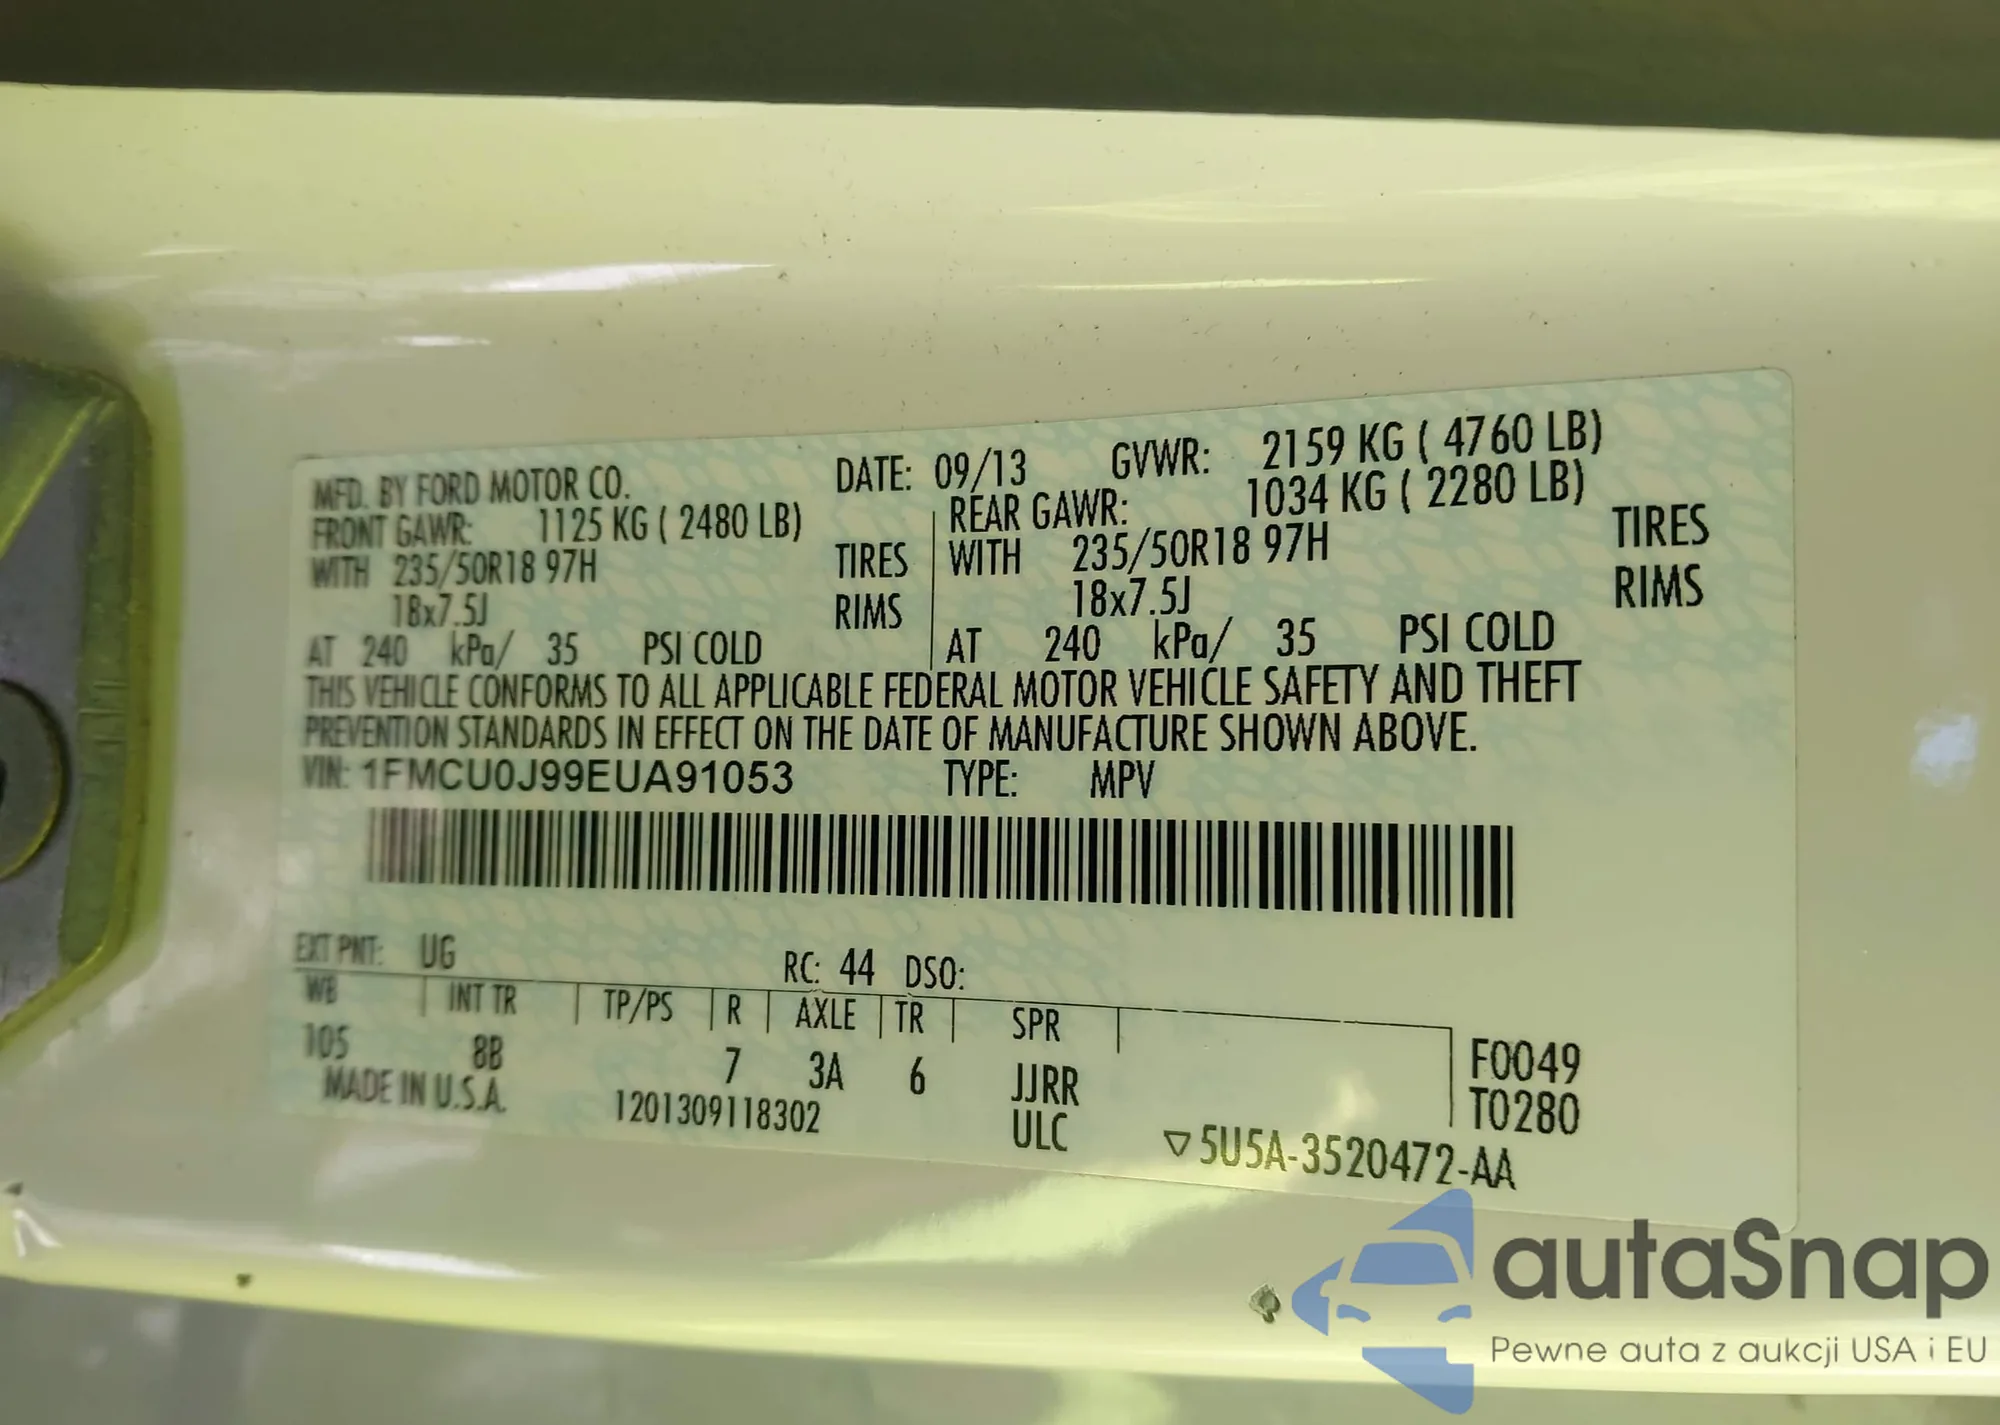 MFD. BY FORD MOTOR CO. DATE: 09/13 GVWR: 2159 KG ( 4760 LB)
FRONT GAWR: 1125 KG ( 2480 LB) REAR GAWR: 1034 KG ( 2280 LB)
WITH 235/50R18 97H TIRES WITH 235/50R18 97H TIRES
18x7.5J RIMS 18x7.5J RIMS
AT 240 kPa/ 35 PSI COLD AT 240 kPa/ 35 PSI COLD
THIS VEHICLE CONFORMS TO ALL APPLICABLE FEDERAL MOTOR VEHICLE SAFETY AND THEFT
PREVENTION STANDARDS IN EFFECT ON THE DATE OF MANUFACTURE SHOWN ABOVE.
VIN: 1FMCU0J99EUA91053 TYPE: MPV
EXT PNT: UG RC: 44 DSO:
WB INT TR TP/PS R AXLE TR SPR
105 8B 7 3A 6 JJRR F0049
MADE IN U.S.A. 1201309118302 ULC T0280
▽5U5A-3520472-AA
autaSnap
Pewne auta z aukcji USA i EU